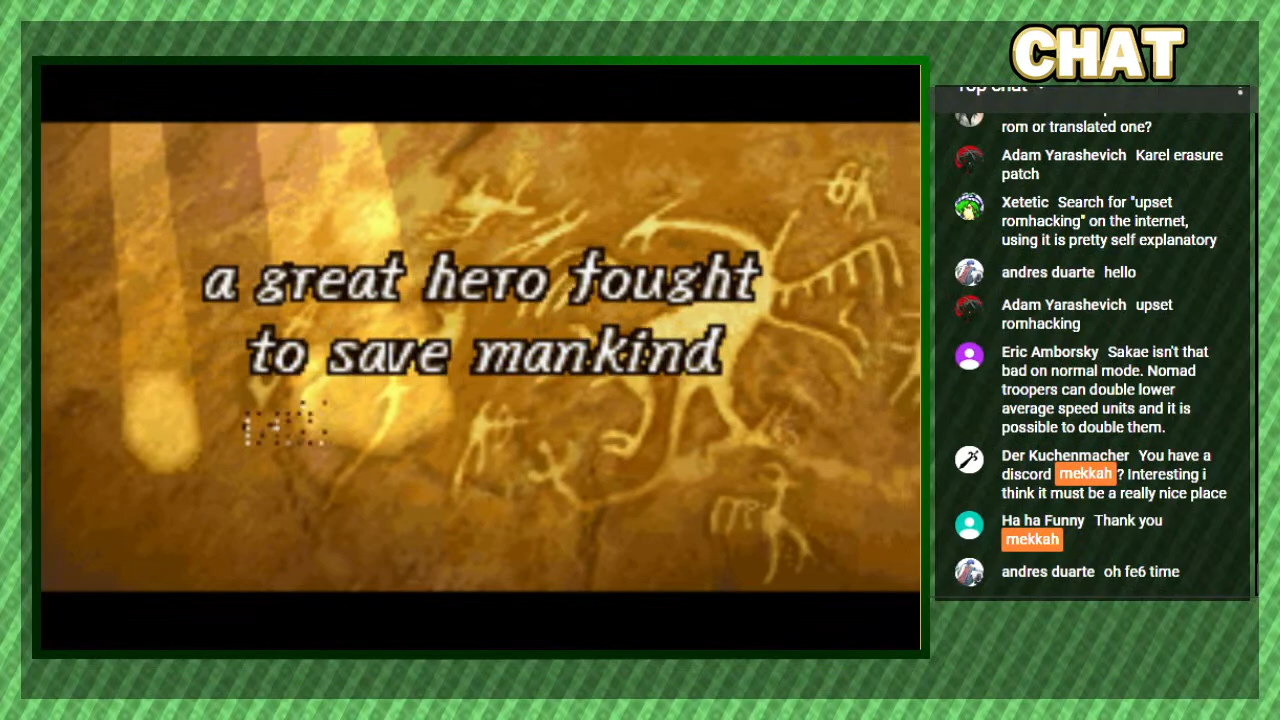 CHAT
Top chat
a great hero fought
to save mankind
rom or translated one?
Adam Yarashevich Karel erasure
patch
Xetetic Search for "upset
romhacking" on the internet,
using it is pretty self explanatory
andres duarte hello
Adam Yarashevich upset
romhacking
Eric Amborsky Sakae isn't that
bad on normal mode. Nomad
troopers can double lower
average speed units and it is
possible to double them.
Der Kuchenmacher You have a
discord mekkah? Interesting i
think it must be a really nice place
Ha ha Funny Thank you
mekkah
andres duarte oh fe6 time